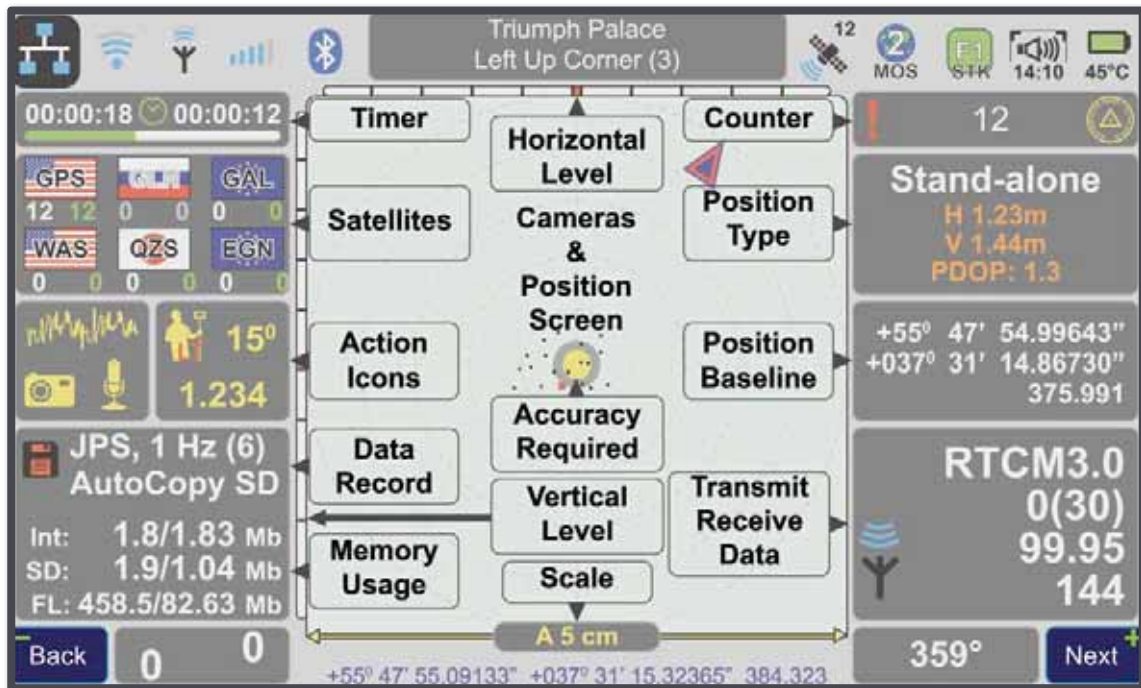 Triumph Palace
Left Up Corner (3)
12
2
MOS
F1
STK
14:10
45°C
00:00:18
00:00:12
GPS
GLN
GAL
12 12
0 0
0 0
WAS
QZS
EGN
0 0
0 0
0 0
15⁰
1.234
JPS, 1 Hz (6)
AutoCopy SD
Int: 1.8/1.83 Mb
SD: 1.9/1.04 Mb
FL: 458.5/82.63 Mb
Back
0
0
Timer
Satellites
Action
Icons
Data
Record
Memory
Usage
Horizontal
Level
Cameras
&
Position
Screen
Accuracy
Required
Vertical
Level
Scale
A 5 cm
+55⁰ 47' 55.09133" +037⁰ 31' 15.32365" 384.323
Counter
Position
Type
Position
Baseline
Transmit
Receive
Data
12
Stand-alone
H 1.23m
V 1.44m
PDOP: 1.3
+55⁰ 47' 54.99643"
+037⁰ 31' 14.86730"
375.991
RTCM3.0
0(30)
99.95
144
359°
Next